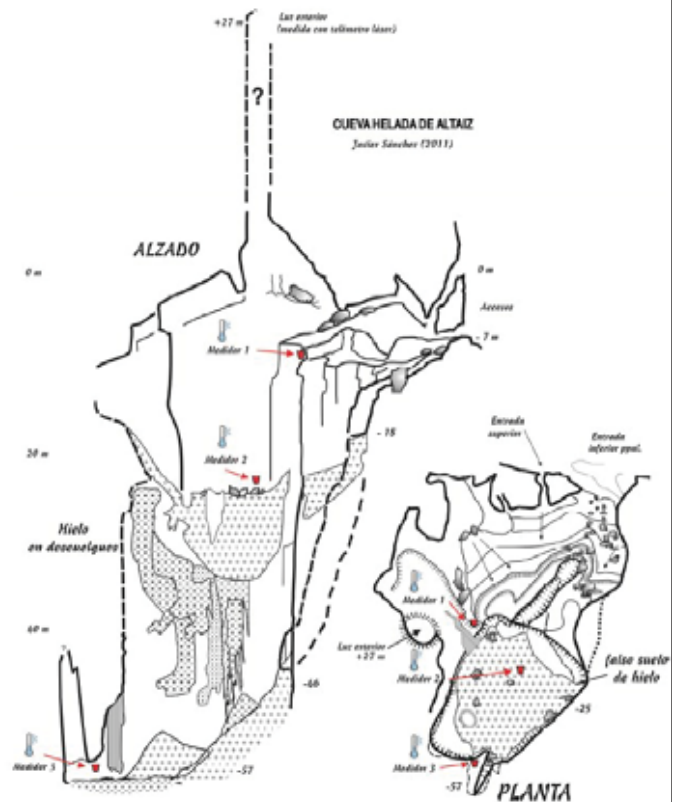 +27 m
Luz exterior
(medida con telémetro láser)
?
CUEVA HELADA DE ALTAIZ
Javier Sánchez (2011)
ALZADO
0 m
0 m
Accesos
- 7 m
Medidor 1
- 18
Medidor 2
20 m
Entrada
superior
Entrada
inferior ppal.
Hielo
en descuelgues
Medidor 1
40 m
Luz exterior
+27 m
falso suelo
de hielo
Medidor 2
-25
-46
?
Medidor 3
-57
Medidor 3
-57
PLANTA